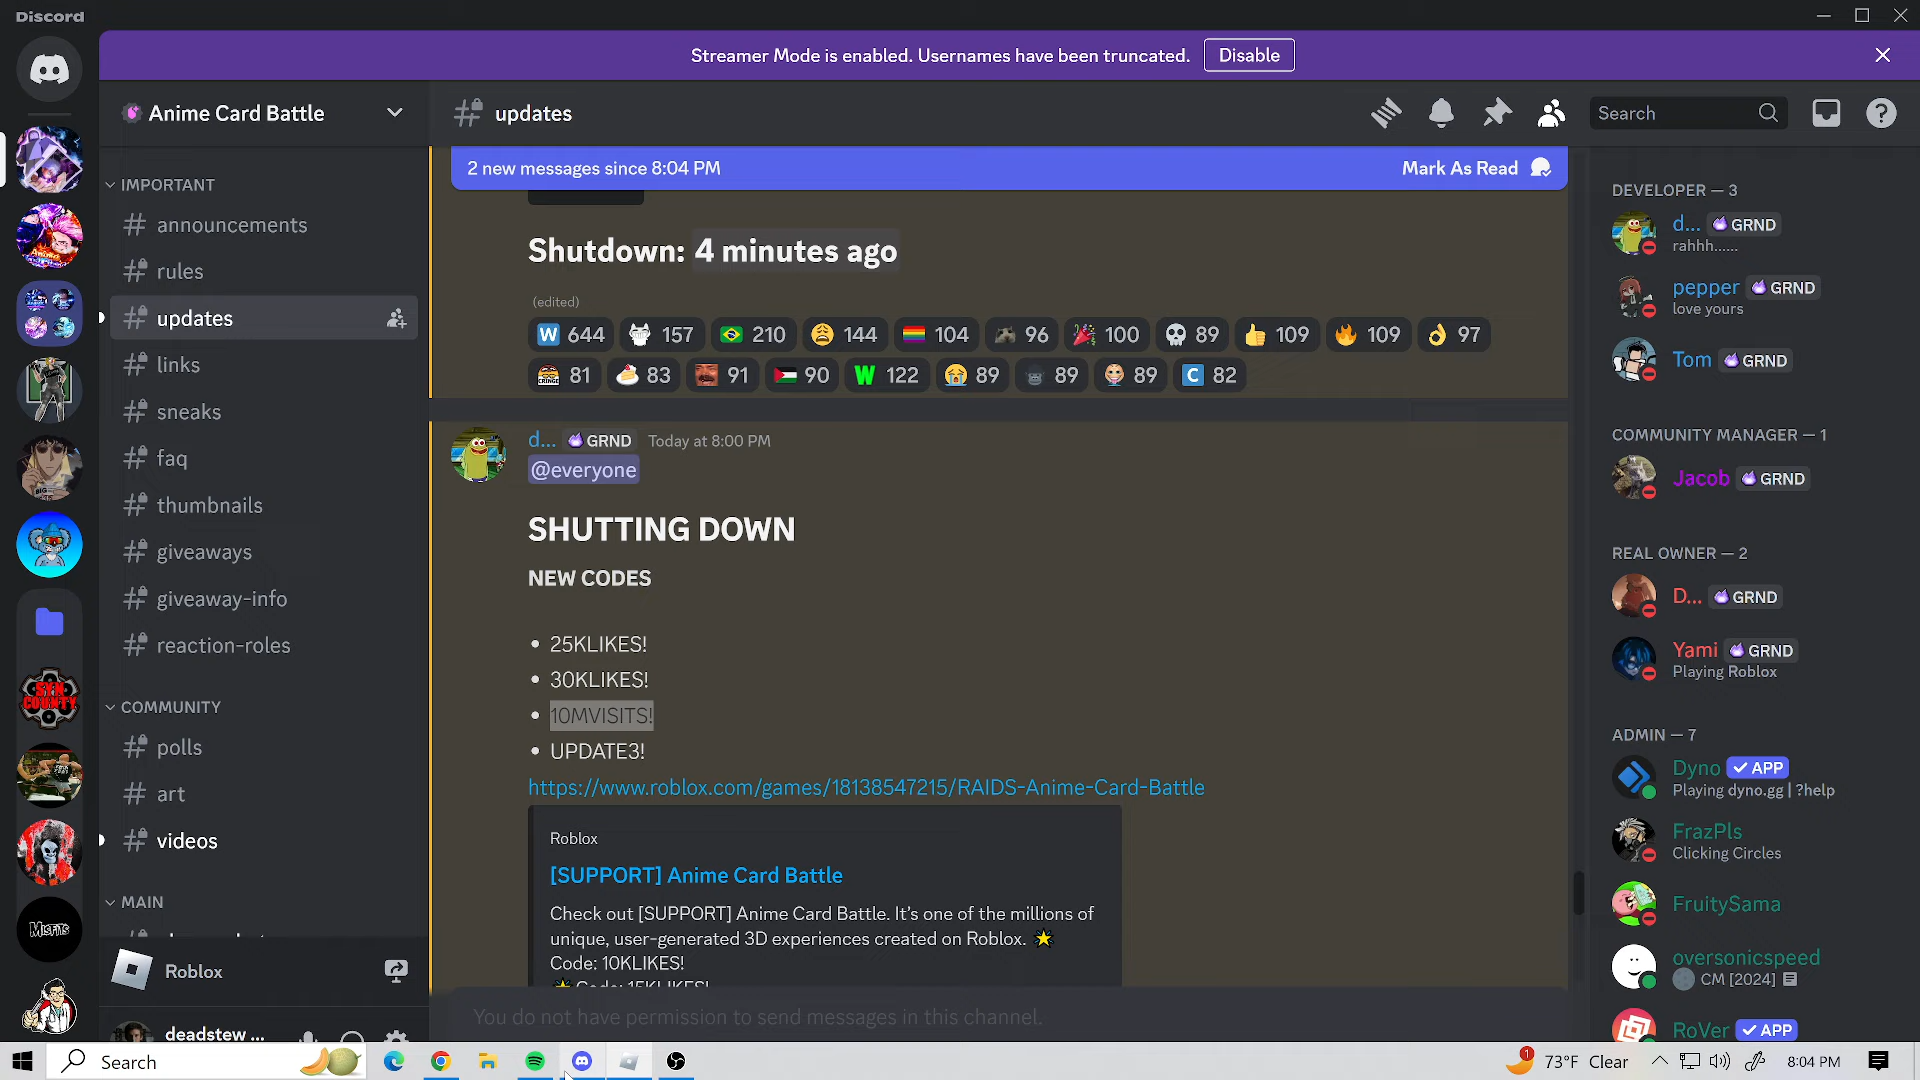 Discord
Streamer Mode is enabled. Usernames have been truncated. Disable
Anime Card Battle
updates
Search
2 new messages since 8:04 PM
Mark As Read
IMPORTANT
announcements
rules
updates
links
sneaks
faq
thumbnails
giveaways
giveaway-info
reaction-roles
COMMUNITY
polls
art
videos
MAIN
Roblox
deadstew ...
Shutdown: 4 minutes ago
(edited)
W 644 157 210 144 104 96 100 89 109 109 97
CRINGE 81 83 91 90 W 122 89 89 89 C 82
d... GRND Today at 8:00 PM
@everyone
SHUTTING DOWN
NEW CODES
• 25KLIKES!
• 30KLIKES!
• 10MVISITS!
• UPDATE3!
https://www.roblox.com/games/18138547215/RAIDS-Anime-Card-Battle
Roblox
[SUPPORT] Anime Card Battle
Check out [SUPPORT] Anime Card Battle. It's one of the millions of
unique, user-generated 3D experiences created on Roblox. 🌟
Code: 10KLIKES!
🌟 Code: 15KLIKES!
You do not have permission to send messages in this channel.
DEVELOPER — 3
d... GRND
rahhh......
pepper GRND
love yours
Tom GRND
COMMUNITY MANAGER — 1
Jacob GRND
REAL OWNER — 2
D... GRND
Yami GRND
Playing Roblox
ADMIN — 7
Dyno APP
Playing dyno.gg | ?help
FrazPls
Clicking Circles
FruitySama
oversonicspeed
CM [2024]
RoVer APP
SYN
COUNTY
MISFITS
Search
1
73°F Clear
8:04 PM